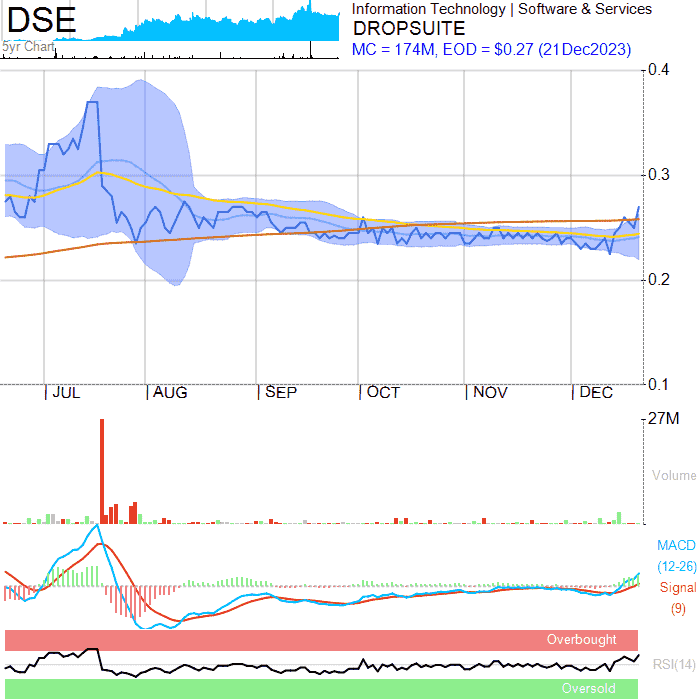 DSE
5yr Chart
Information Technology | Software & Services
DROPSUITE
MC = 174M, EOD = $0.27 (21Dec2023)
0.4
0.3
0.2
0.1
JUL
AUG
SEP
OCT
NOV
DEC
27M
Volume
MACD
(12-26)
Signal
(9)
Overbought
RSI(14)
Oversold